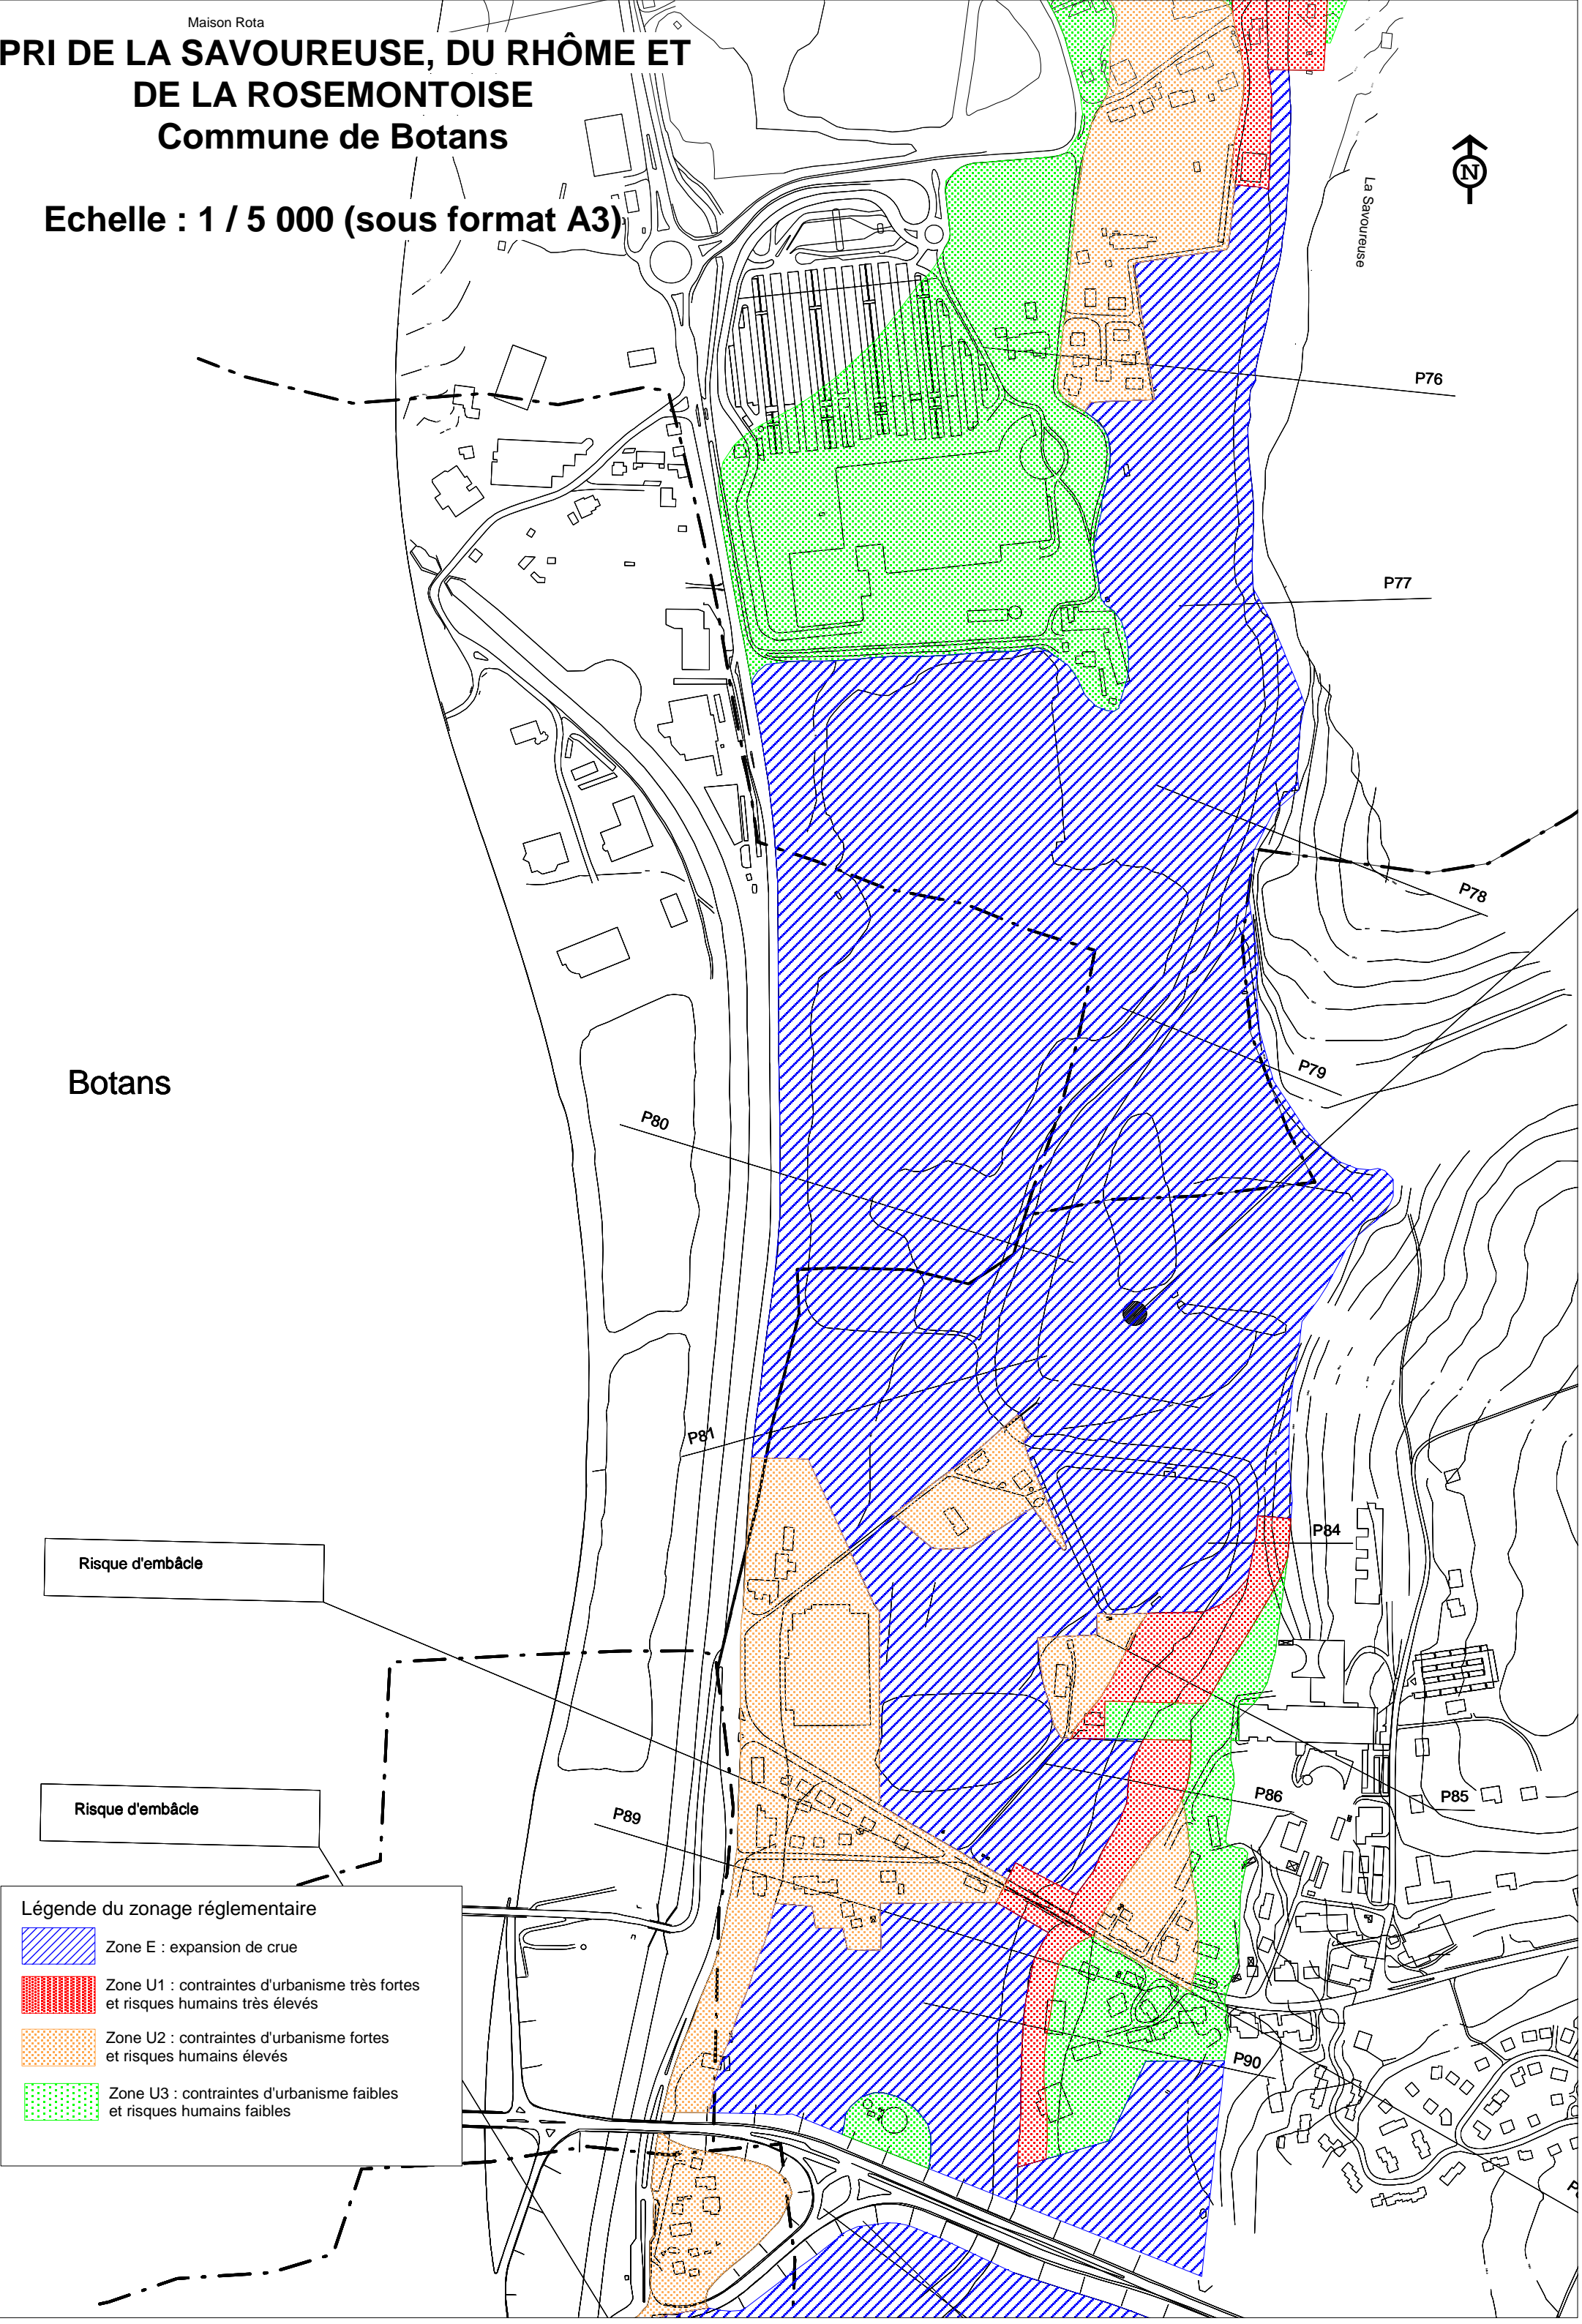 Maison Rota
PRI DE LA SAVOUREUSE, DU RHÔME ET
DE LA ROSEMONTOISE
Commune de Botans
Echelle : 1 / 5 000 (sous format A3)
N
La Savoureuse
P76
P77
P78
P79
Botans
P80
P81
P84
Risque d'embâcle
P85
P86
Risque d'embâcle
P89
P90
Légende du zonage réglementaire
Zone E : expansion de crue
Zone U1 : contraintes d'urbanisme très fortes
et risques humains très élevés
Zone U2 : contraintes d'urbanisme fortes
et risques humains élevés
Zone U3 : contraintes d'urbanisme faibles
et risques humains faibles